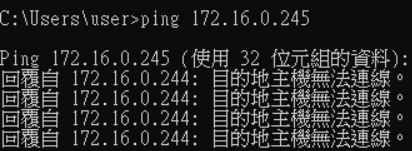 C:\Users\user>ping 172.16.0.245
Ping 172.16.0.245 (使用 32 位元組的資料):
回覆自 172.16.0.244: 目的地主機無法連線。
回覆自 172.16.0.244: 目的地主機無法連線。
回覆自 172.16.0.244: 目的地主機無法連線。
回覆自 172.16.0.244: 目的地主機無法連線。